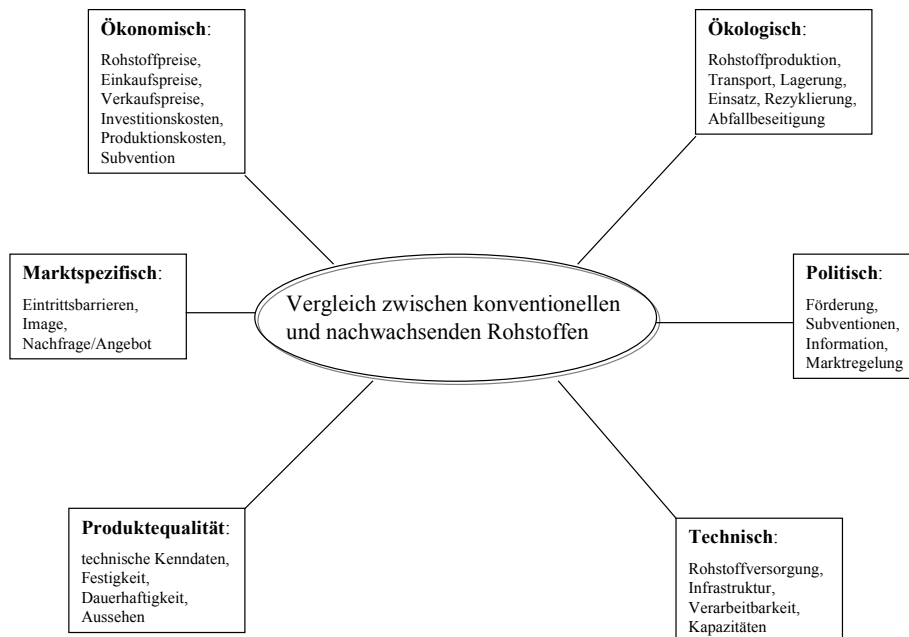 Ökonomisch:
Rohstoffpreise,
Einkaufspreise,
Verkaufspreise,
Investitionskosten,
Produktionskosten,
Subvention
Ökologisch:
Rohstoffproduktion,
Transport, Lagerung,
Einsatz, Rezyklierung,
Abfallbeseitigung
Marktspezifisch:
Eintrittsbarrieren,
Image,
Nachfrage/Angebot
Vergleich zwischen konventionellen
und nachwachsenden Rohstoffen
Politisch:
Förderung,
Subventionen,
Information,
Marktregelung
Produktequalität:
technische Kenndaten,
Festigkeit,
Dauerhaftigkeit,
Aussehen
Technisch:
Rohstoffversorgung,
Infrastruktur,
Verarbeitbarkeit,
Kapazitäten